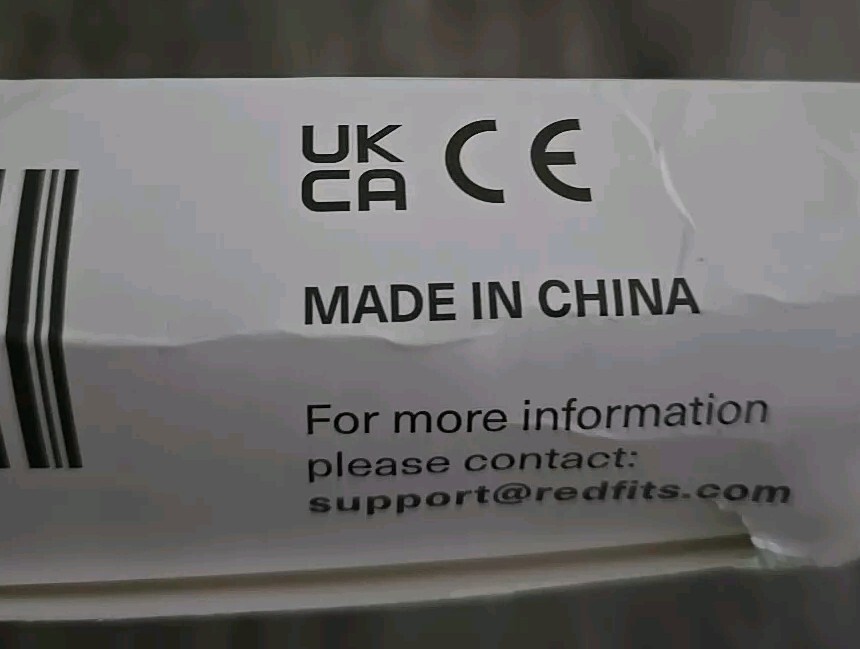 UK
CA
CE
MADE IN CHINA
For more information
please contact:
support@redfits.com